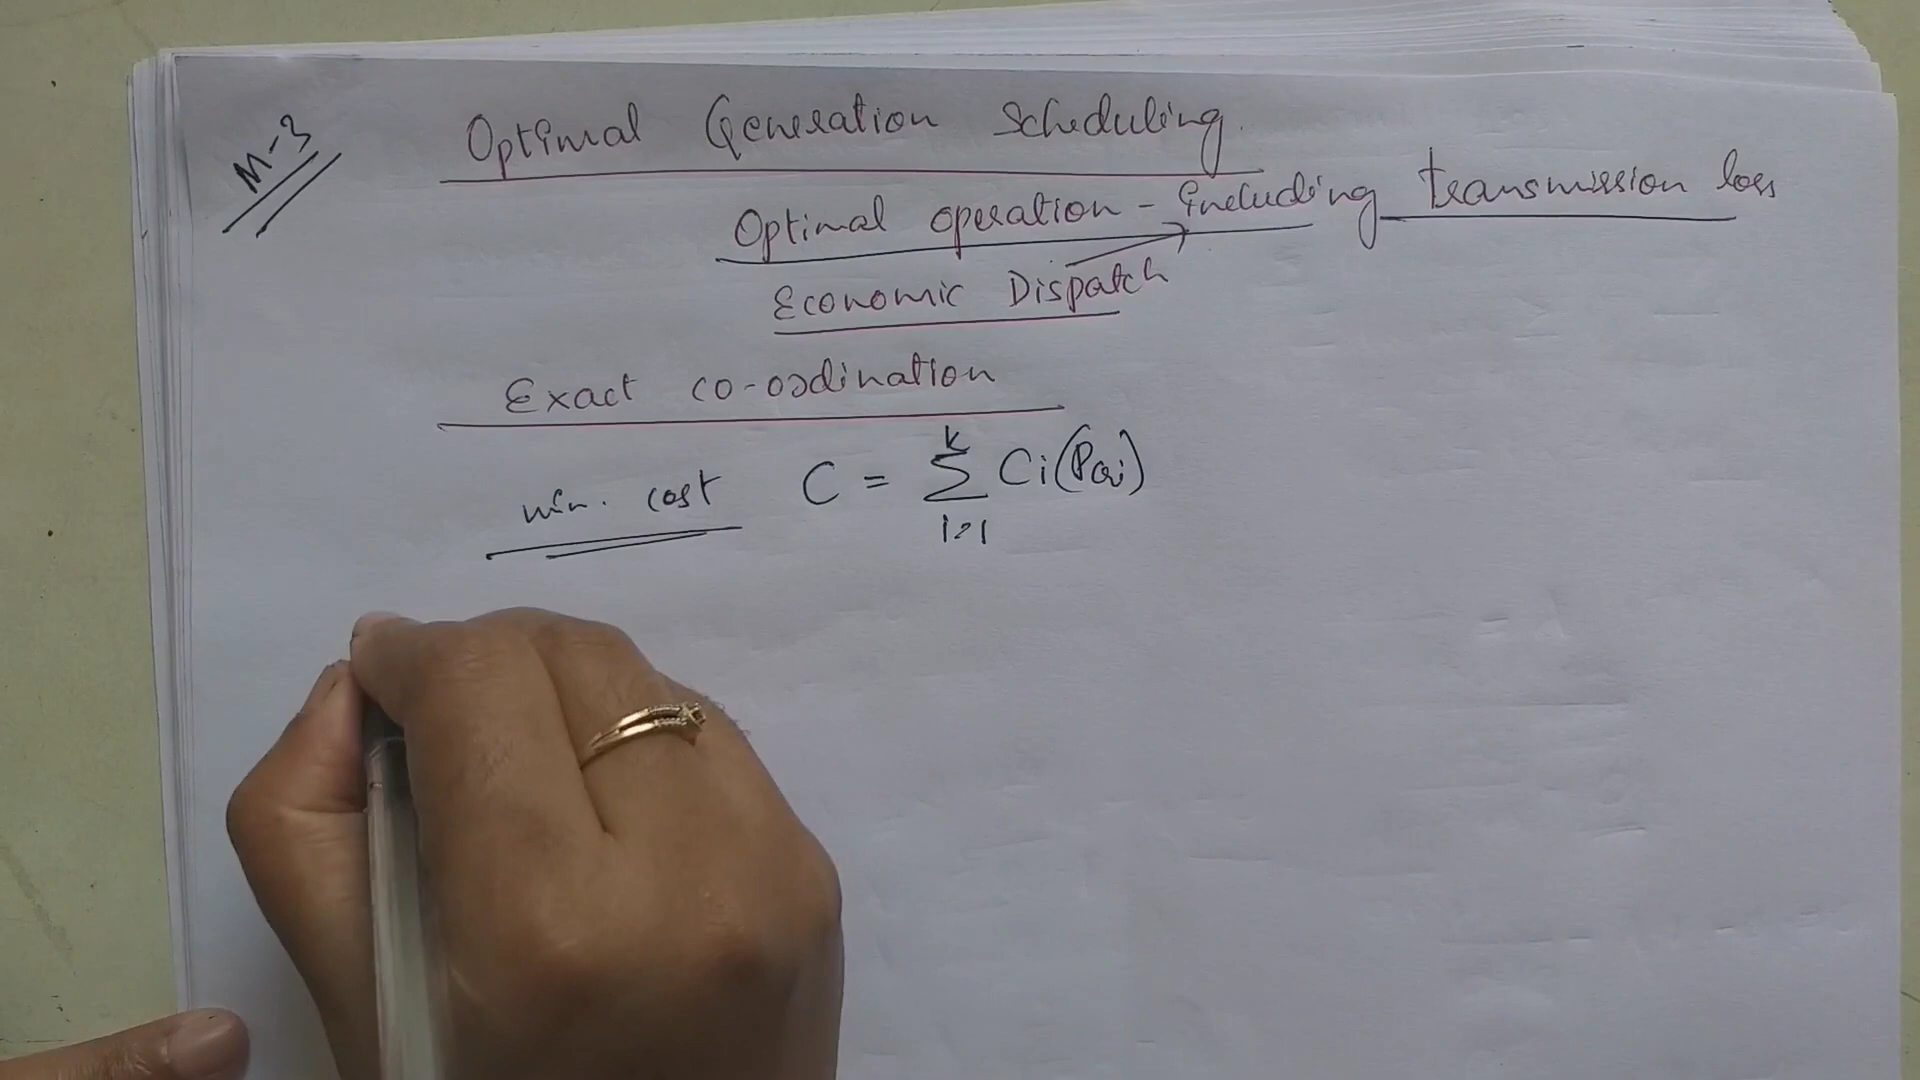 M-3
Optimal Generation Scheduling.
Optimal operation - Including transmission loss
Economic Dispatch
Exact co-ordination
min. cost C = k Σ i=1 Ci(PGi)